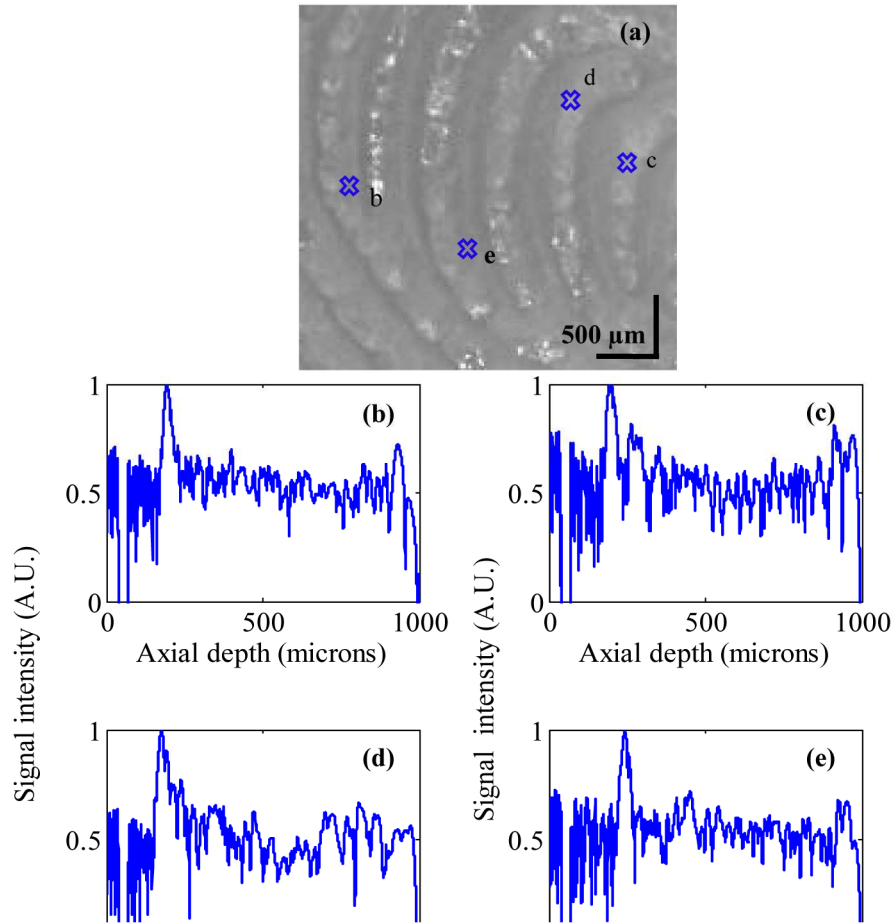 (a)
d
c
b
e
500 µm
(b)
1
0.5
0
0
500
1000
Axial depth (microns)
(c)
1
0.5
0
0
500
1000
Axial depth (microns)
Signal intensity (A.U.)
(d)
1
0.5
Signal intensity (A.U.)
(e)
1
0.5